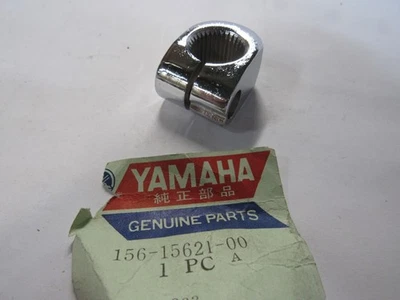 YAMAHA
純正部品
GENUINE PARTS
156-15621-00
1 PC A